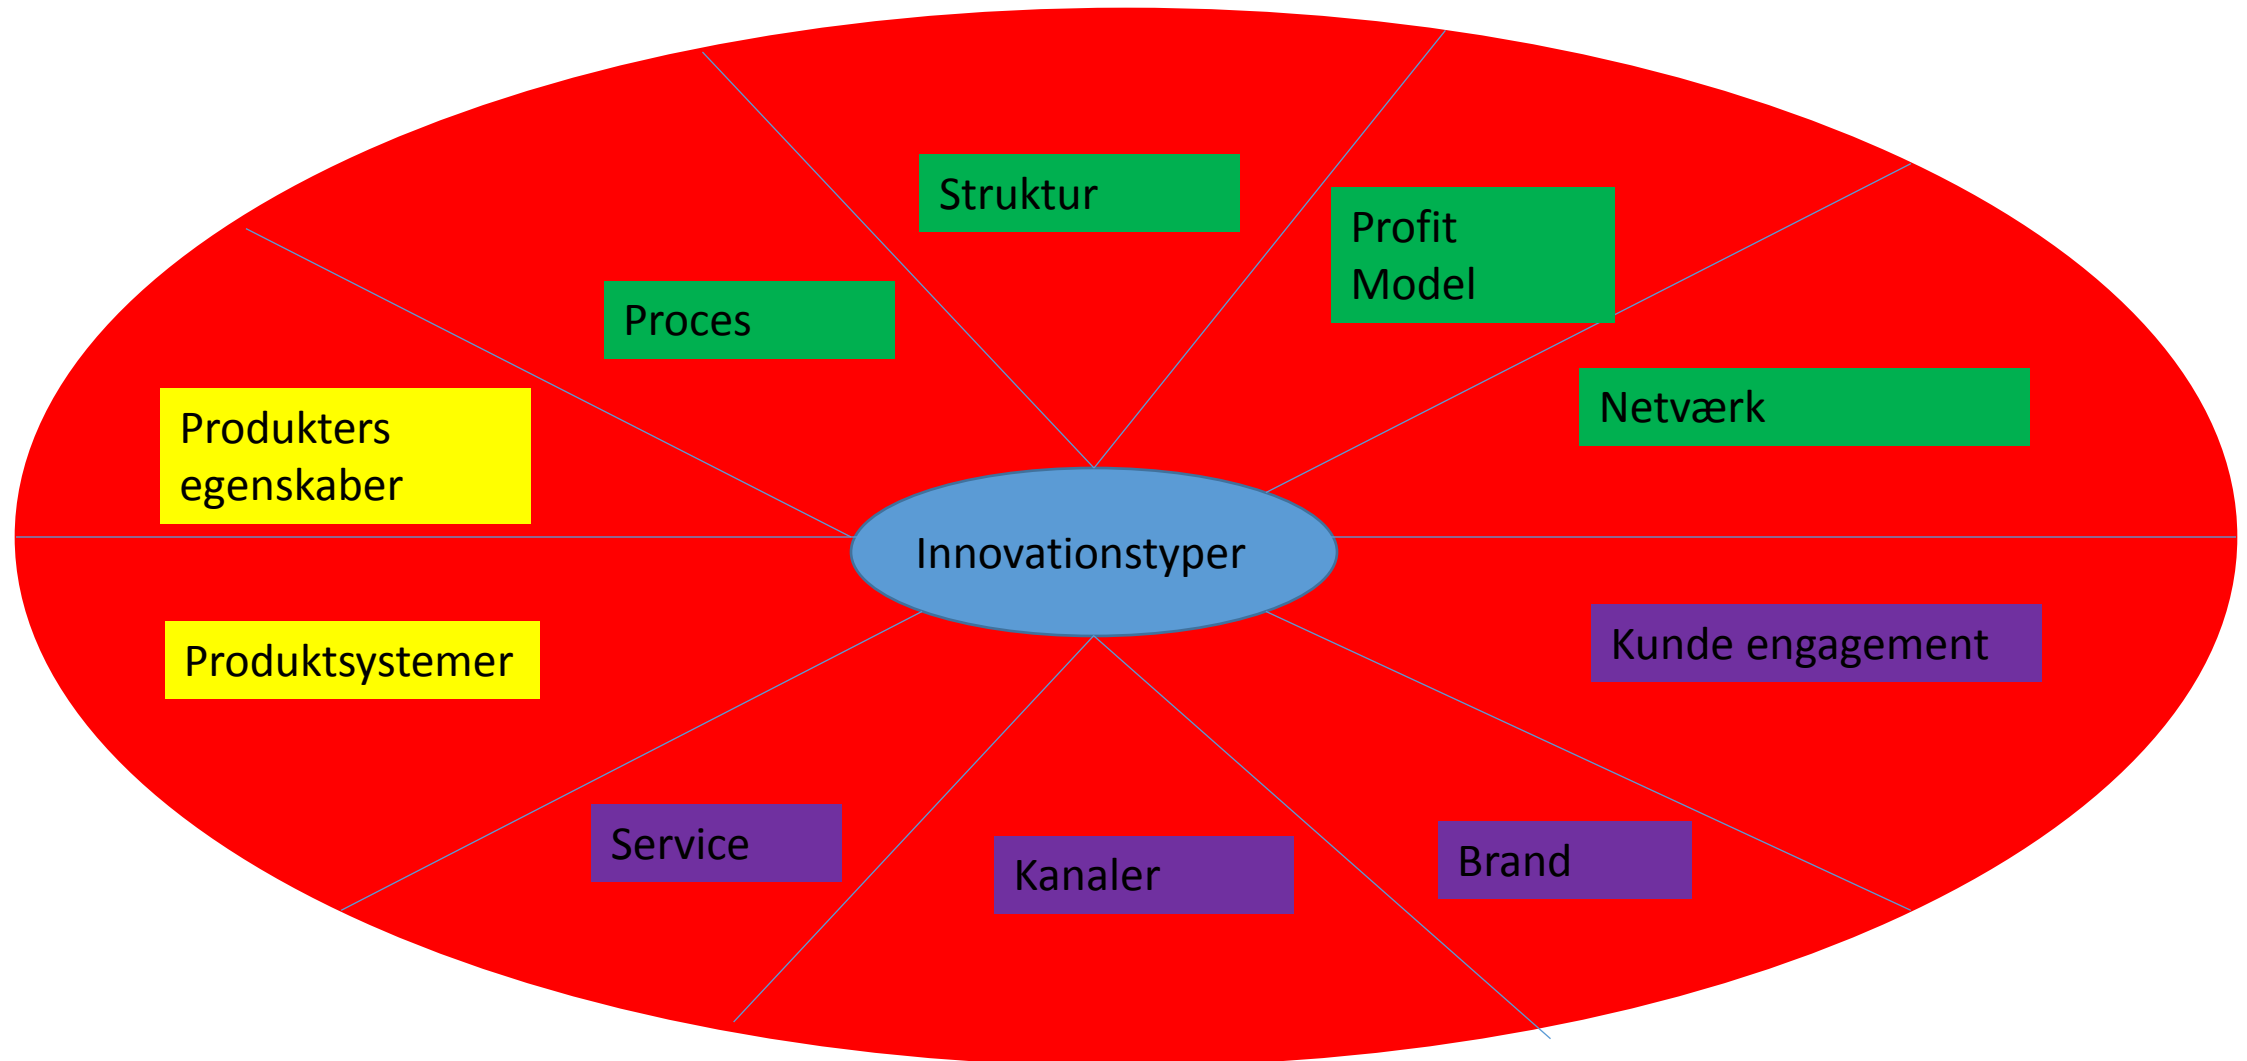 Struktur
Profit
Model
Proces
Netværk
Produkters
egenskaber
Innovationstyper
Kunde engagement
Produktsystemer
Service
Kanaler
Brand